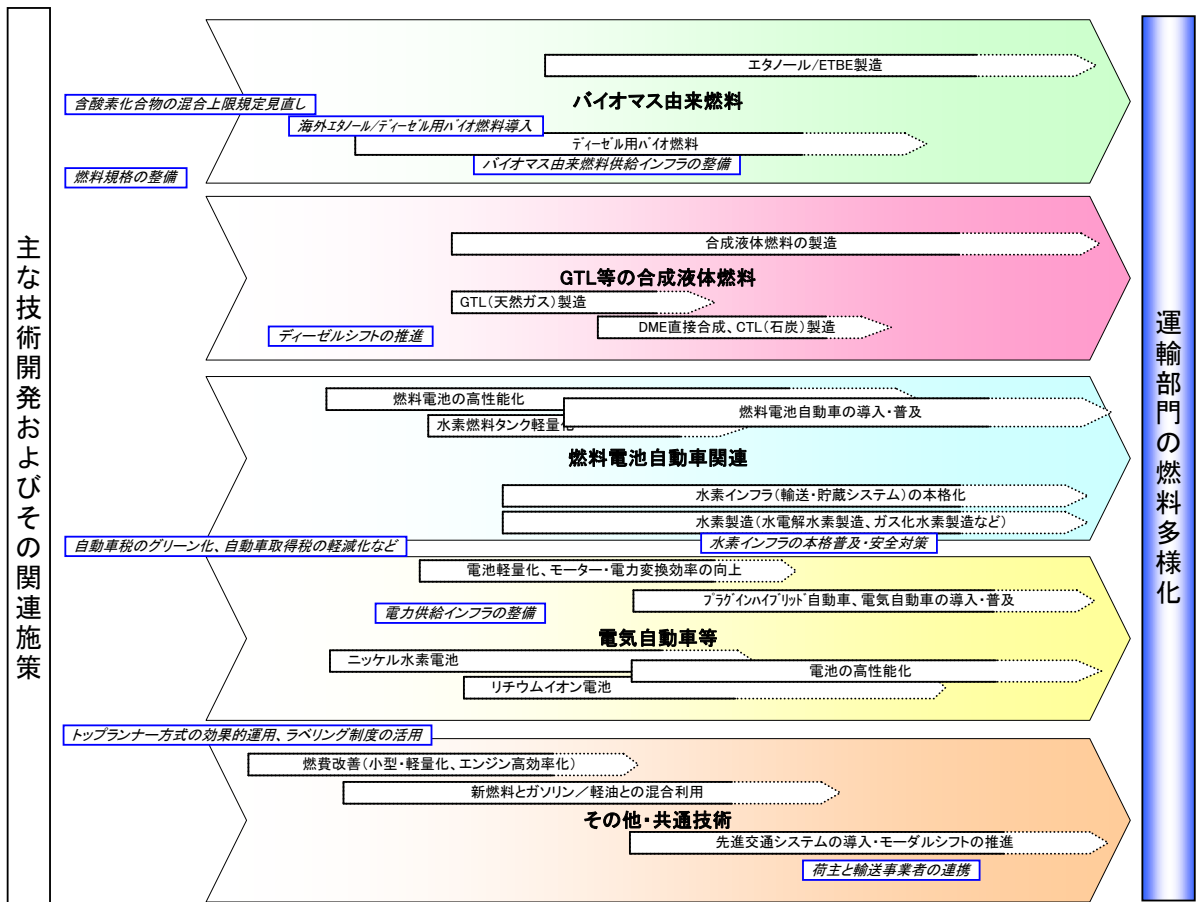 主な技術開発およびその関連施策
エタノール/ETBE製造
バイオマス由来燃料
含酸素化合物の混合上限規定見直し
海外エタノール/ディーゼル用バイオ燃料導入
ディーゼル用バイオ燃料
バイオマス由来燃料供給インフラの整備
燃料規格の整備
合成液体燃料の製造
GTL等の合成液体燃料
GTL(天然ガス)製造
DME直接合成、CTL(石炭)製造
ディーゼルシフトの推進
燃料電池の高性能化
燃料電池自動車の導入・普及
水素燃料タンク軽量化
燃料電池自動車関連
水素インフラ(輸送・貯蔵システム)の本格化
水素製造(水電解水素製造、ガス化水素製造など)
自動車税のグリーン化、自動車取得税の軽減化など
水素インフラの本格普及・安全対策
電池軽量化、モーター・電力変換効率の向上
プラグインハイブリッド自動車、電気自動車の導入・普及
電力供給インフラの整備
電気自動車等
ニッケル水素電池
電池の高性能化
リチウムイオン電池
トップランナー方式の効果的運用、ラベリング制度の活用
燃費改善(小型・軽量化、エンジン高効率化)
新燃料とガソリン／軽油との混合利用
その他・共通技術
先進交通システムの導入・モーダルシフトの推進
荷主と輸送事業者の連携
運輸部門の燃料多様化